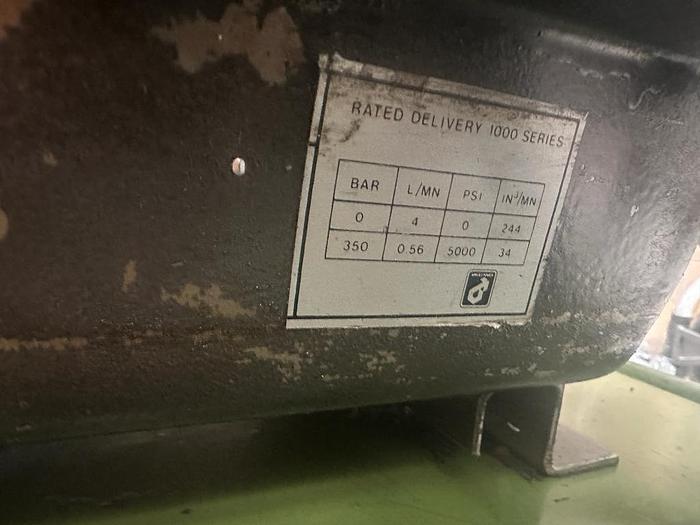 RATED DELIVERY 1000 SERIES
BAR L/MN PSI IN³/MN
0 4 0 244
350 0.56 5000 34